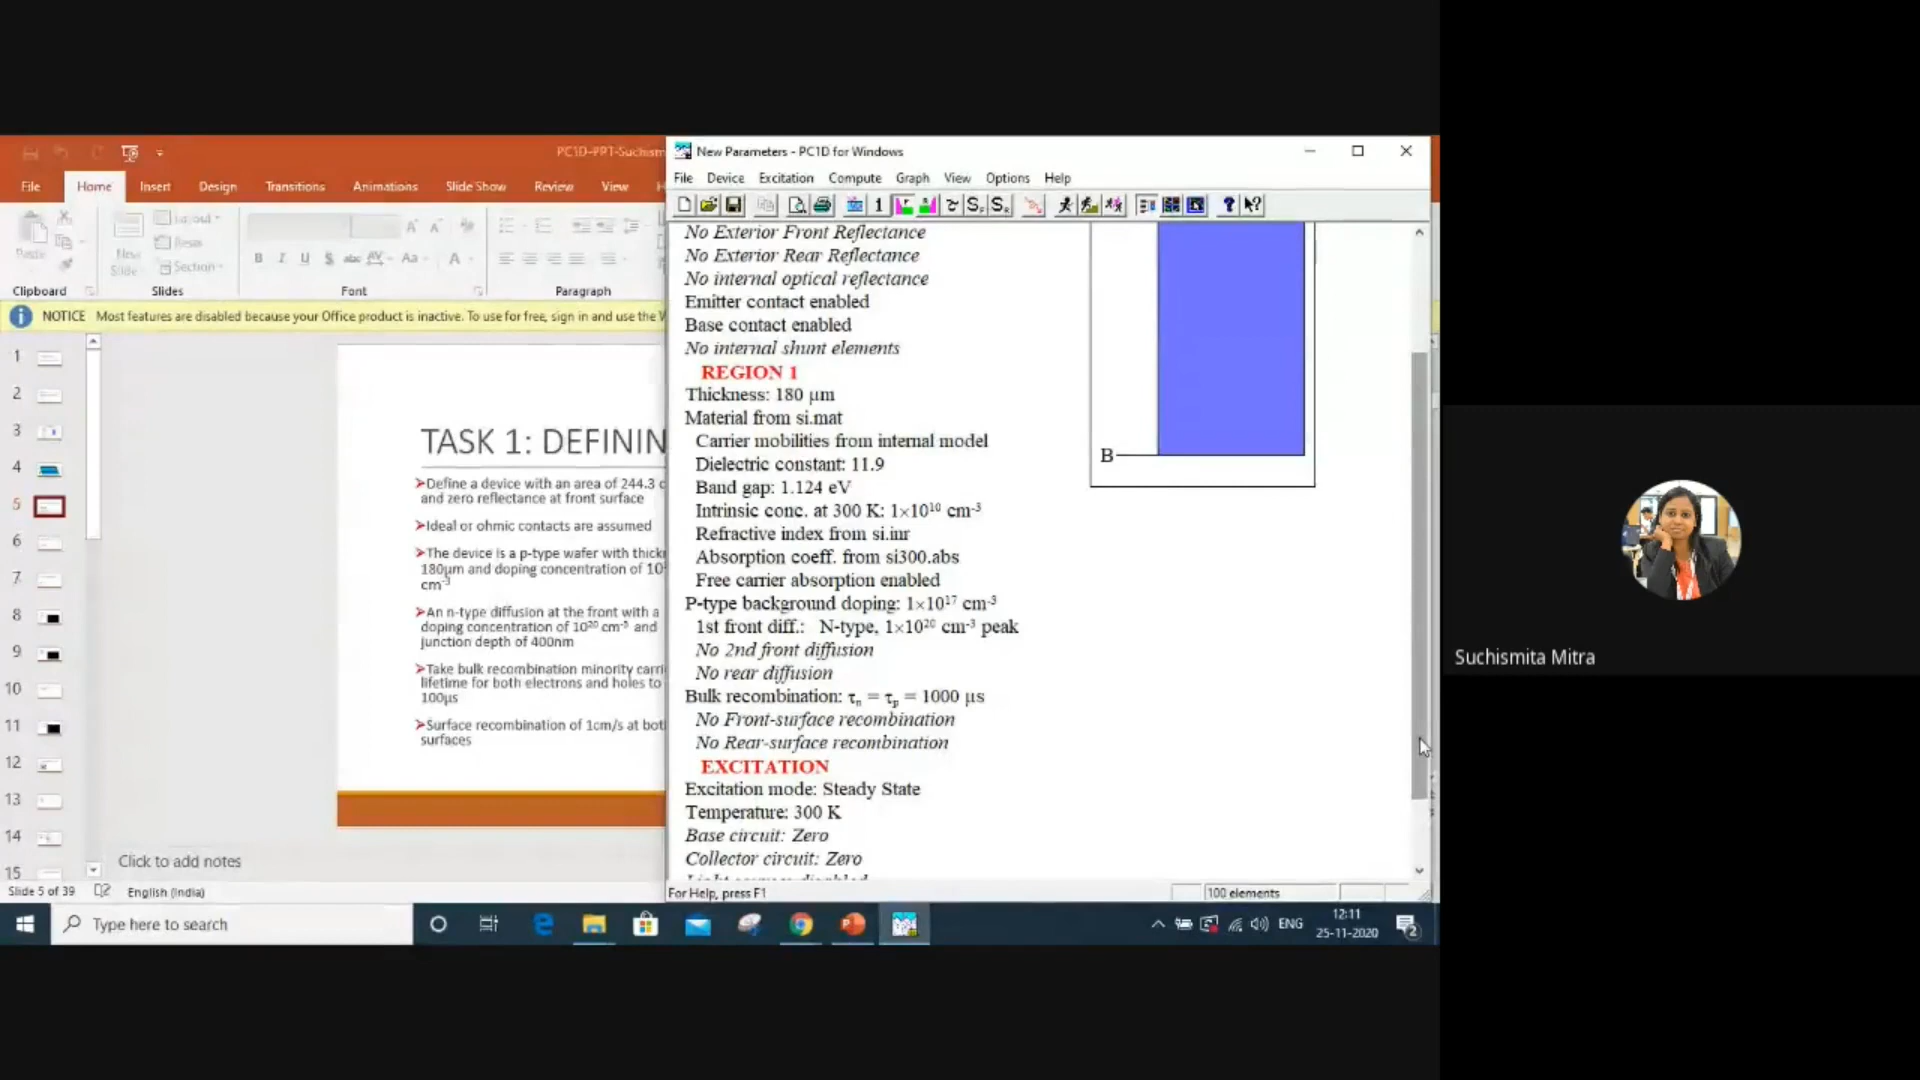 PC1D-PPT-Suchism
File
Home
Insert
Design
Transitions
Animations
Slide Show
Review
View
H
Paste
New
Slide
Layout
Reset
Section
B I U S abc AV Aa A
Clipboard
Slides
Font
Paragraph
NOTICE Most features are disabled because your Office product is inactive. To use for free, sign in and use the W
1
2
3
4
5
6
7
8
9
10
11
12
13
14
15
TASK 1: DEFININ
➢Define a device with an area of 244.3 c
and zero reflectance at front surface
➢Ideal or ohmic contacts are assumed
➢The device is a p-type wafer with thick
180μm and doping concentration of 10
cm⁻³
➢An n-type diffusion at the front with a
doping concentration of 10²⁰ cm⁻³ and
junction depth of 400nm
➢Take bulk recombination minority carri
lifetime for both electrons and holes to
100μs
➢Surface recombination of 1cm/s at bot
surfaces
Click to add notes
Slide 5 of 39
English (India)
New Parameters - PC1D for Windows
File Device Excitation Compute Graph View Options Help
No Exterior Front Reflectance
No Exterior Rear Reflectance
No internal optical reflectance
Emitter contact enabled
Base contact enabled
No internal shunt elements
REGION 1
Thickness: 180 μm
Material from si.mat
Carrier mobilities from internal model
Dielectric constant: 11.9
Band gap: 1.124 eV
Intrinsic conc. at 300 K: 1×10¹⁰ cm⁻³
Refractive index from si.inr
Absorption coeff. from si300.abs
Free carrier absorption enabled
P-type background doping: 1×10¹⁷ cm⁻³
1st front diff.: N-type, 1×10²⁰ cm⁻³ peak
No 2nd front diffusion
No rear diffusion
Bulk recombination: τn = τp = 1000 μs
No Front-surface recombination
No Rear-surface recombination
EXCITATION
Excitation mode: Steady State
Temperature: 300 K
Base circuit: Zero
Collector circuit: Zero
B
For Help, press F1
100 elements
Type here to search
ENG
12:11
25-11-2020
2
Suchismita Mitra